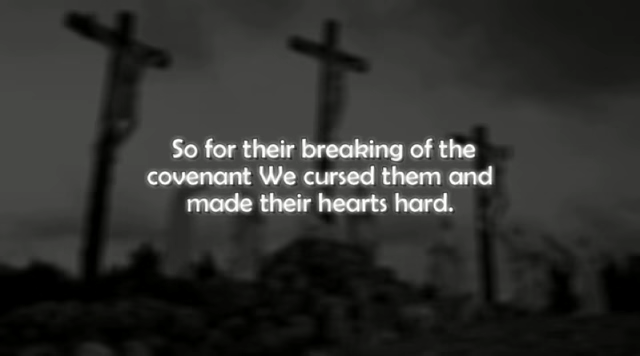 So for their breaking of the
covenant We cursed them and
made their hearts hard.